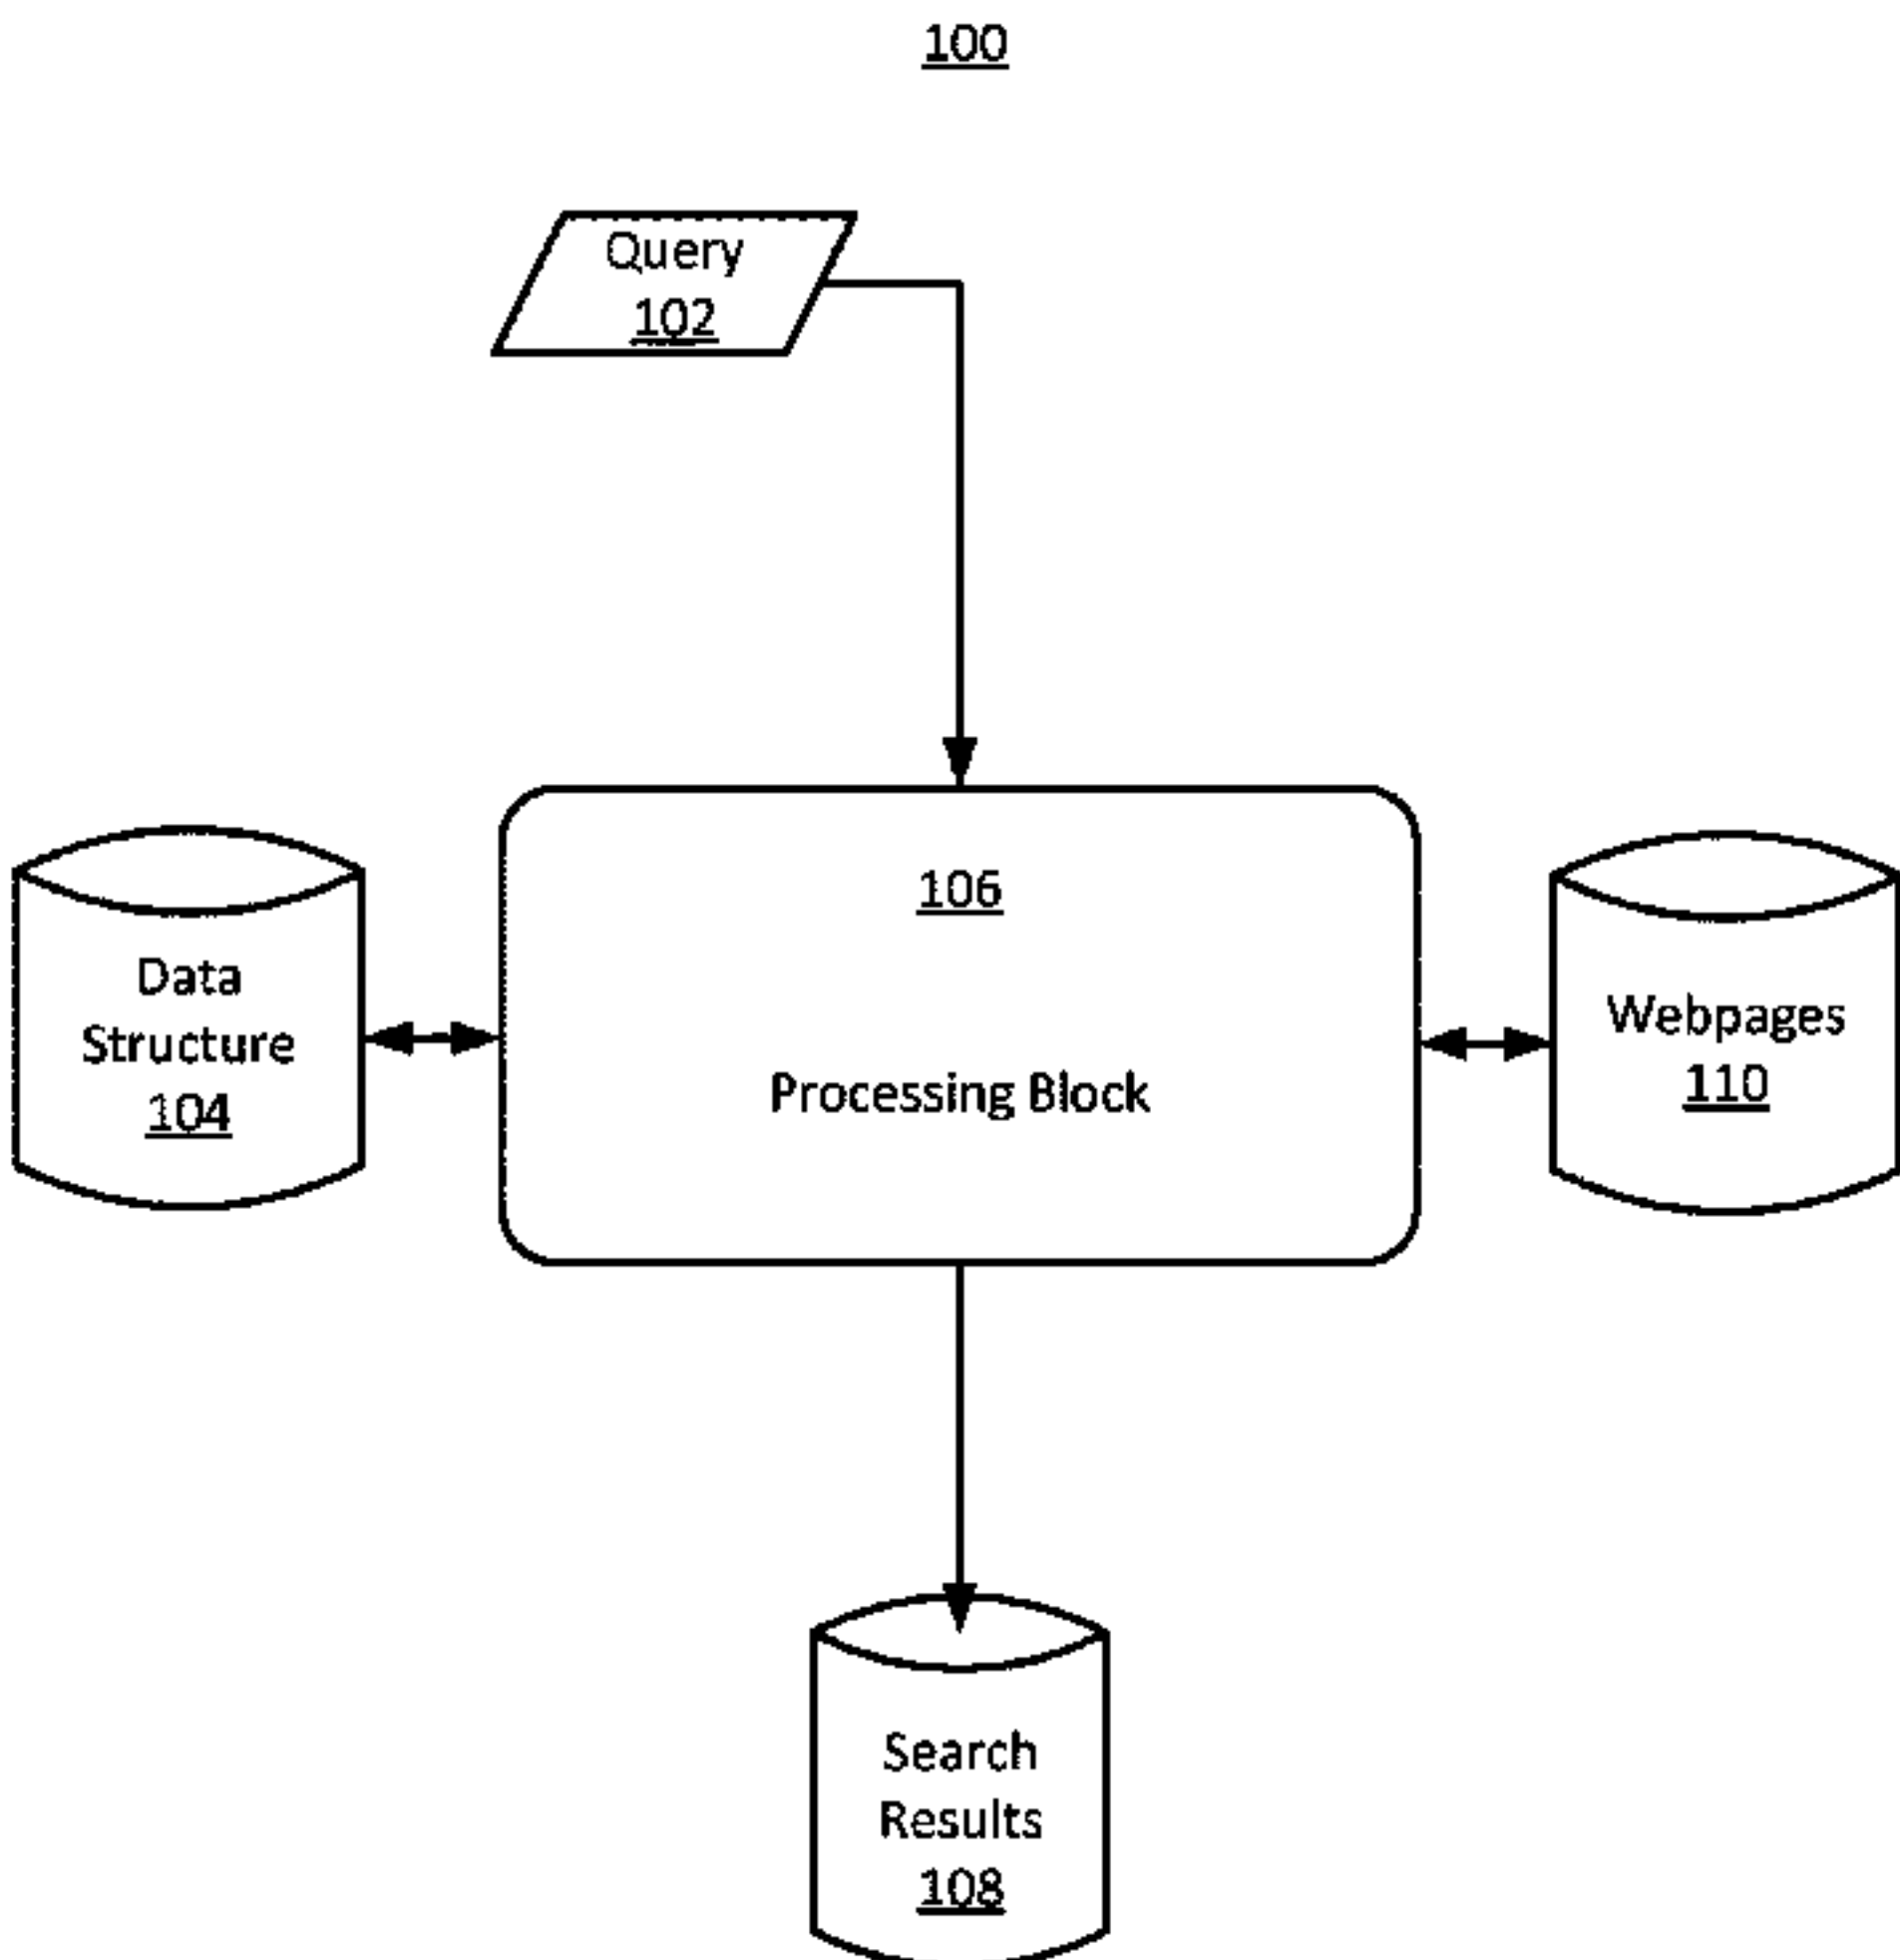 100
Query
102
106
Processing Block
Data
Structure
104
Webpages
110
Search
Results
108